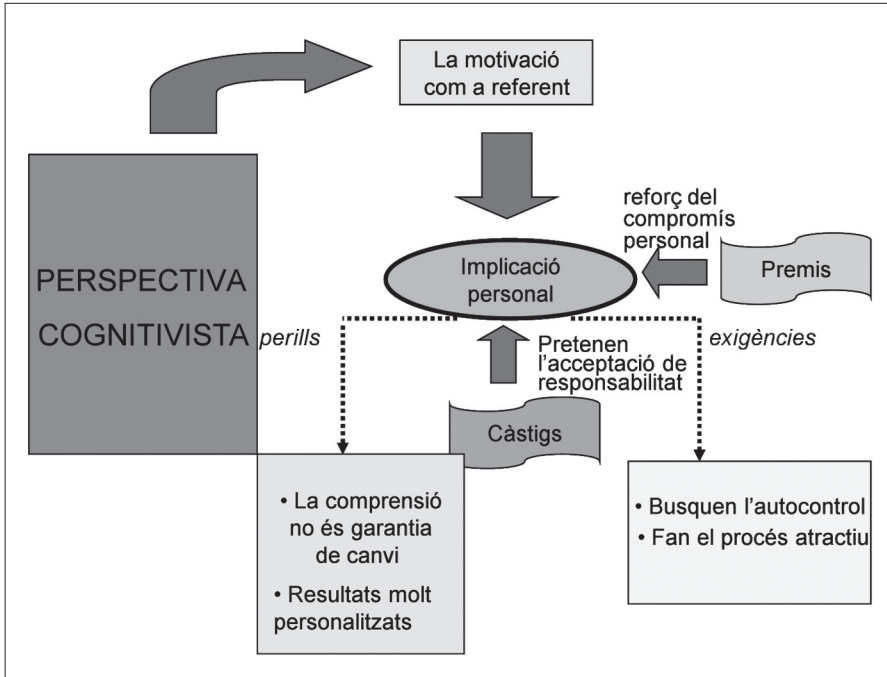 La motivació
com a referent
reforç del
compromís
personal
Premis
Implicació
personal
PERSPECTIVA
COGNITIVISTA
perills
exigències
Pretenen
l’acceptació de
responsabilitat
Càstigs
• La comprensió
no és garantia
de canvi
• Resultats molt
personalitzats
• Busquen l’autocontrol
• Fan el procés atractiu